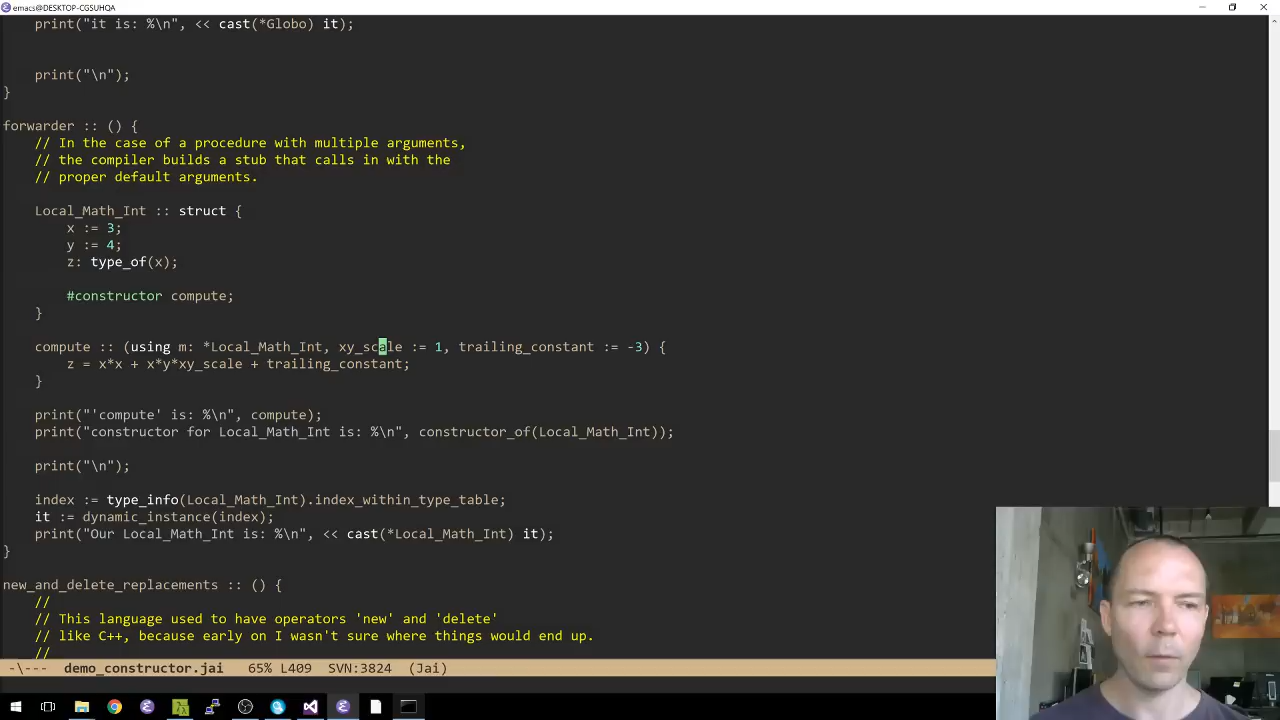 emacs@DESKTOP-CGSUHQA
print("it is: %\n", << cast(*Globo) it);
print("\n");
}
forwarder :: () {
// In the case of a procedure with multiple arguments,
// the compiler builds a stub that calls in with the
// proper default arguments.
Local_Math_Int :: struct {
x := 3;
y := 4;
z: type_of(x);
#constructor compute;
}
compute :: (using m: *Local_Math_Int, xy_scale := 1, trailing_constant := -3) {
z = x*x + x*y*xy_scale + trailing_constant;
}
print("'compute' is: %\n", compute);
print("constructor for Local_Math_Int is: %\n", constructor_of(Local_Math_Int));
print("\n");
index := type_info(Local_Math_Int).index_within_type_table;
it := dynamic_instance(index);
print("Our Local_Math_Int is: %\n", << cast(*Local_Math_Int) it);
}
new_and_delete_replacements :: () {
//
// This language used to have operators 'new' and 'delete'
// like C++, because early on I wasn't sure where things would end up.
//
-\--- demo_constructor.jai 65% L409 SVN:3824 (Jai)